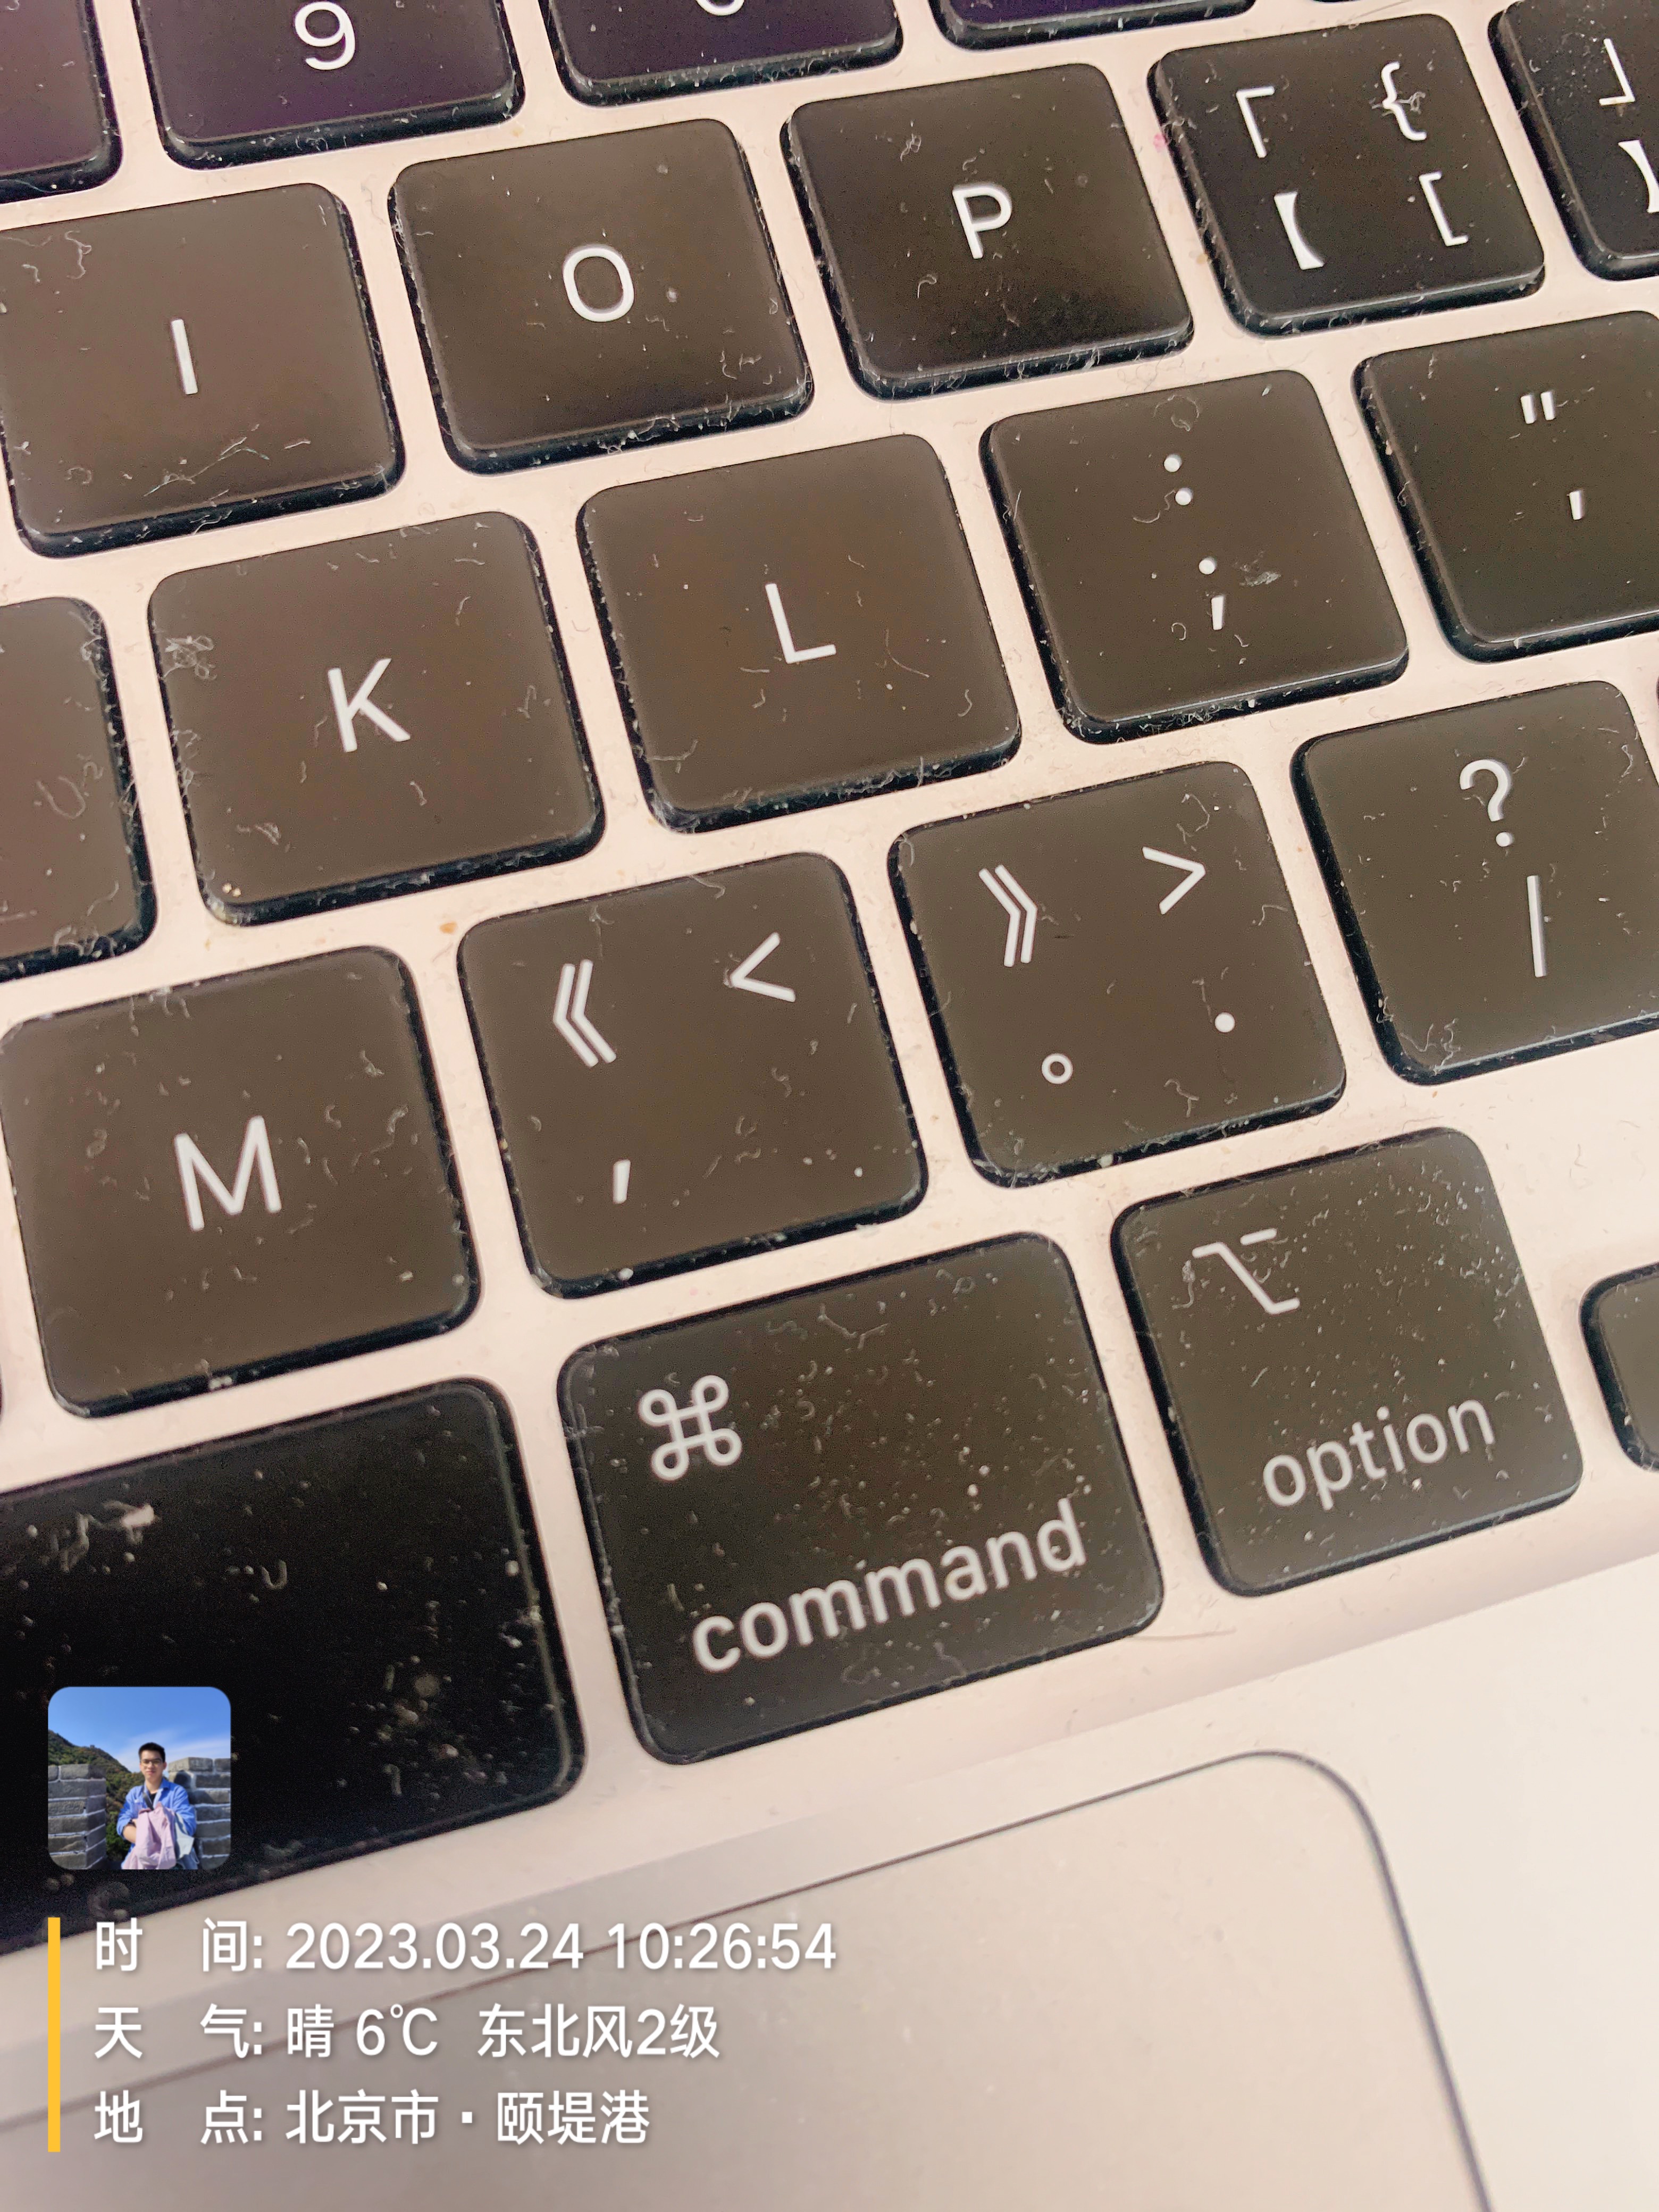 9
I O P 「 { 【 [ 」 】
K L : ; " '
M 《 < , 》 > 。 . ? /
⌘ command ⌥ option
时 间: 2023.03.24 10:26:54
天 气: 晴 6℃ 东北风2级
地 点: 北京市·颐堤港